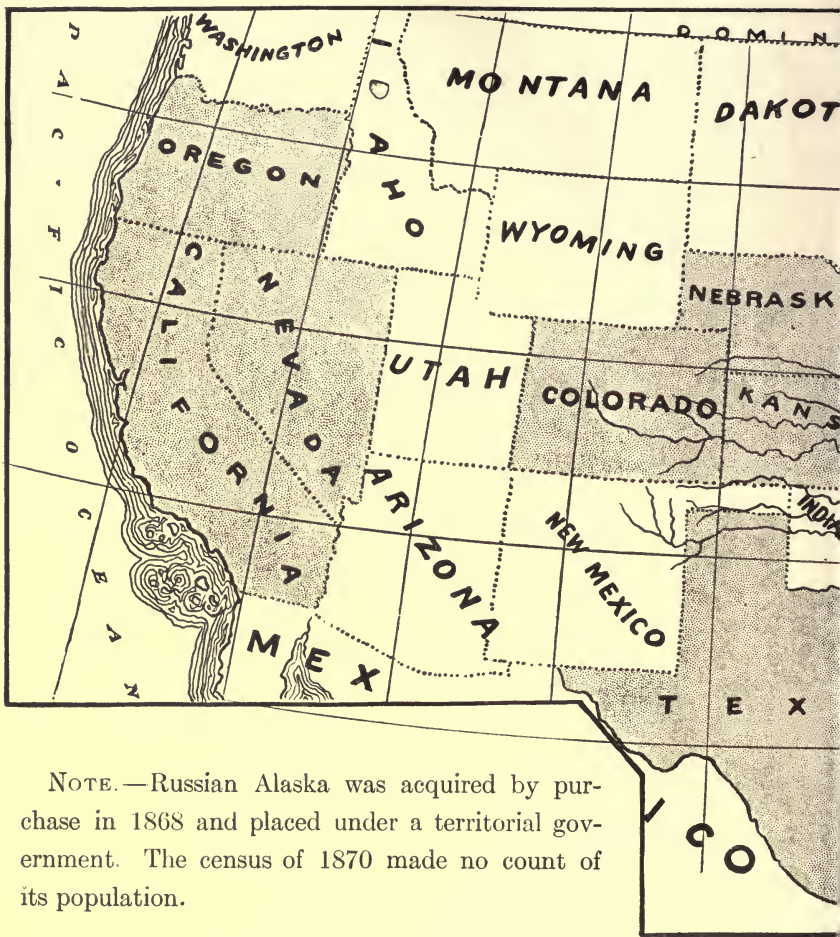 WASHINGTON
IDAHO
MONTANA
DOMIN
DAKOT
PACIFIC OCEAN
OREGON
WYOMING
CALIFORNIA
NEVADA
NEBRASK
UTAH
COLORADO
KANS
ARIZONA
NEW MEXICO
INDIA
MEX
ICO
TEX
NOTE.—Russian Alaska was acquired by pur-
chase in 1868 and placed under a territorial gov-
ernment. The census of 1870 made no count of
its population.